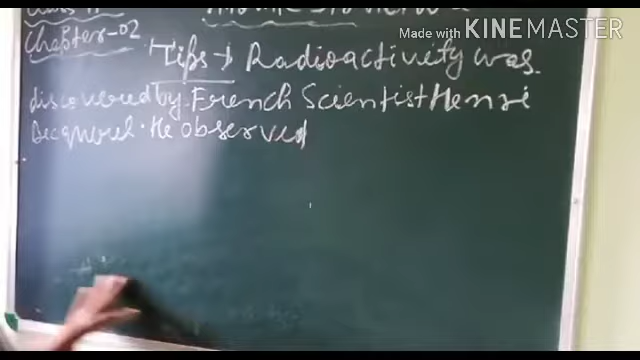 Made with KINEMASTER
Chapter-02
Tips → Radioactivity was
discovered by French Scientist Henri
Becquerel. He observed